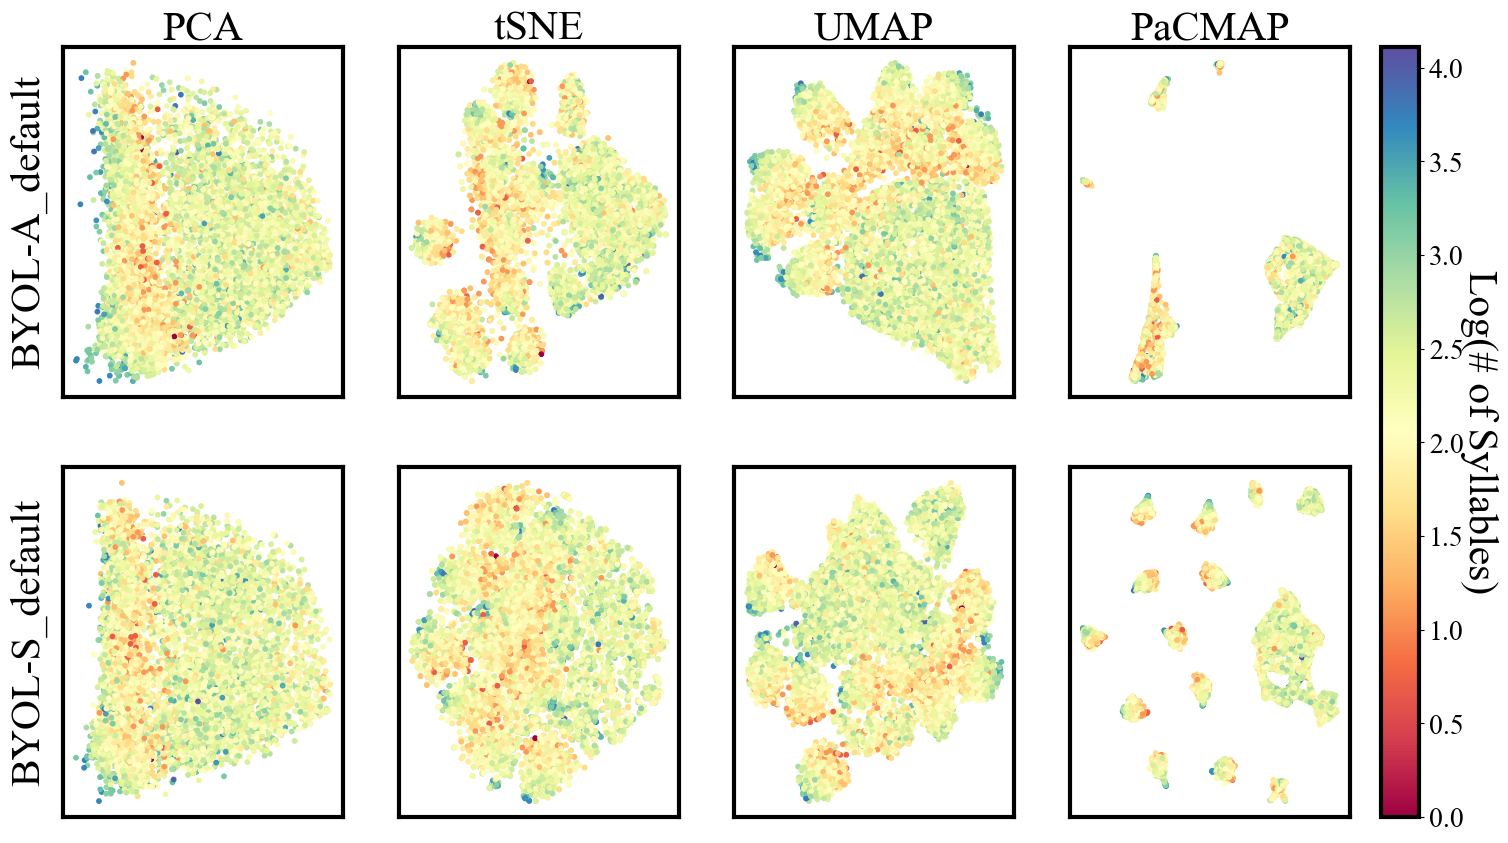 PCA
tSNE
UMAP
PaCMAP
BYOL-A_default
BYOL-S_default
4.0
3.5
3.0
2.5
2.0
1.5
1.0
0.5
0.0
Log(# of Syllables)